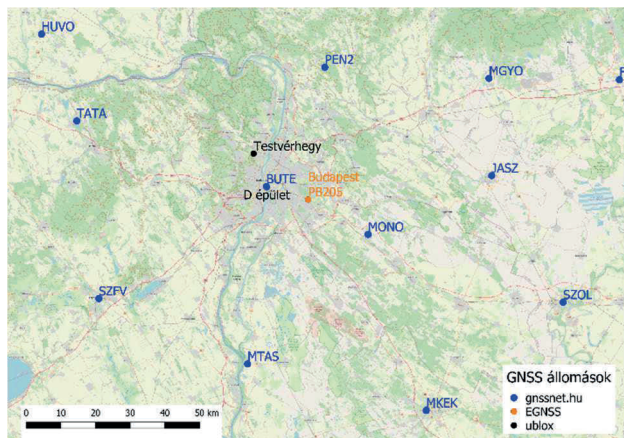 HUVO
PEN2
MGYO
TATA
Testvérhegy
BUTE
Budapest
JASZ
D épület
PB205
MONO
SZFV
SZOL
MTAS
GNSS állomások
gnssnet.hu
EGNSS
ublox
MKEK
0 10 20 30 40 50 km